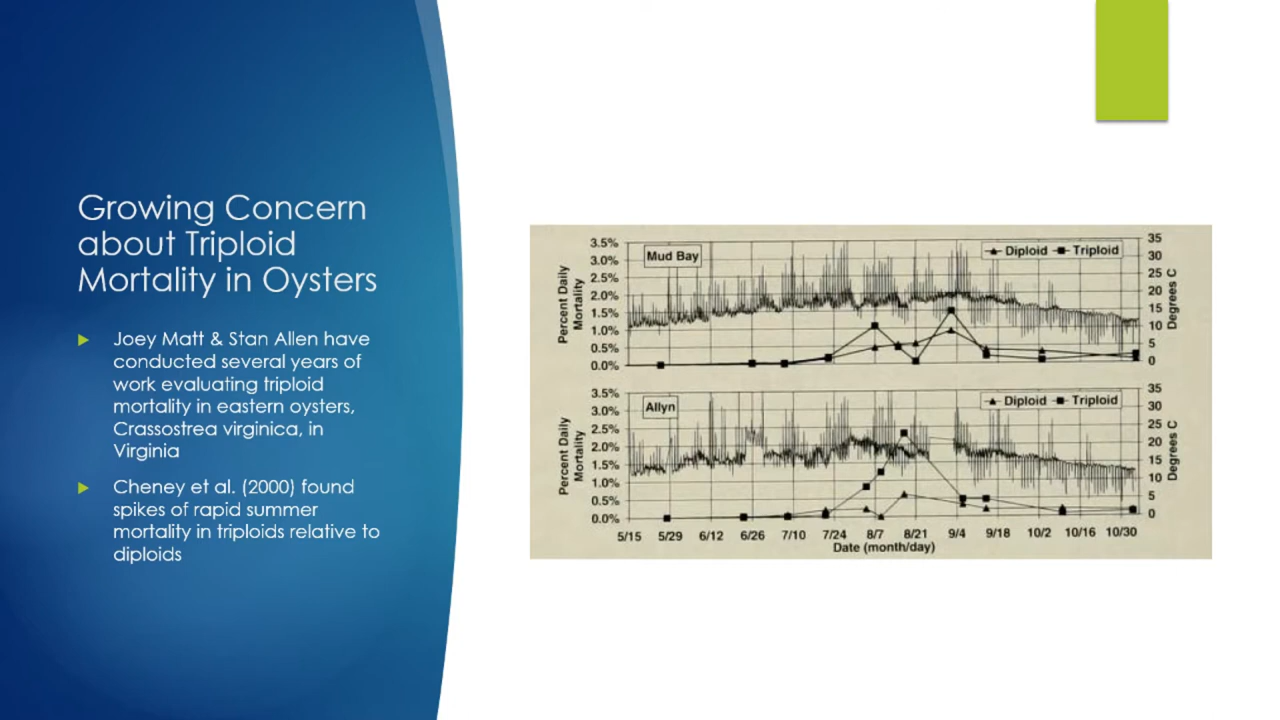 Growing Concern
about Triploid
Mortality in Oysters
Joey Matt & Stan Allen have
conducted several years of
work evaluating triploid
mortality in eastern oysters,
Crassostrea virginica, in
Virginia
Cheney et al. (2000) found
spikes of rapid summer
mortality in triploids relative to
diploids
Mud Bay
Diploid Triploid
Percent Daily
Mortality
3.5%
3.0%
2.5%
2.0%
1.5%
1.0%
0.5%
0.0%
35
30
25
20
15
10
5
0
Degrees C
Allyn
Diploid Triploid
Percent Daily
Mortality
3.5%
3.0%
2.5%
2.0%
1.5%
1.0%
0.5%
0.0%
35
30
25
20
15
10
5
0
Degrees C
5/15 5/29 6/12 6/26 7/10 7/24 8/7 8/21 9/4 9/18 10/2 10/16 10/30
Date (month/day)